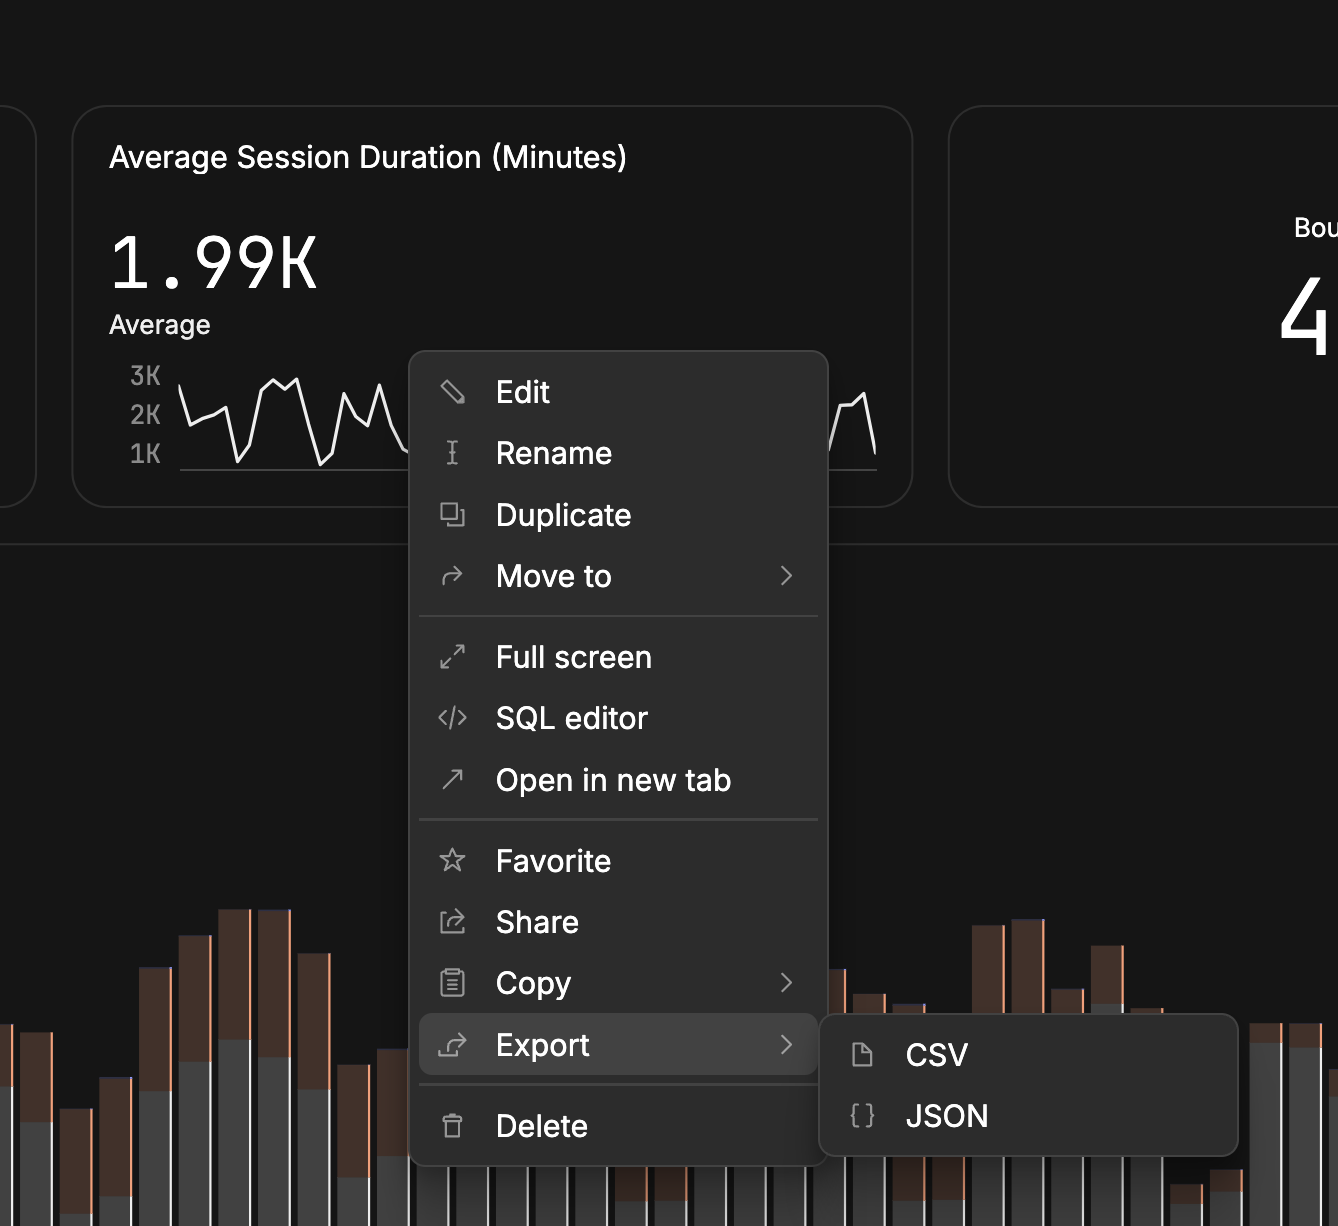 Average Session Duration (Minutes)
1.99K
Average
3K
2K
1K
4
Edit
Rename
Duplicate
Move to
Full screen
SQL editor
Open in new tab
Favorite
Share
Copy
Export
Delete
CSV
JSON